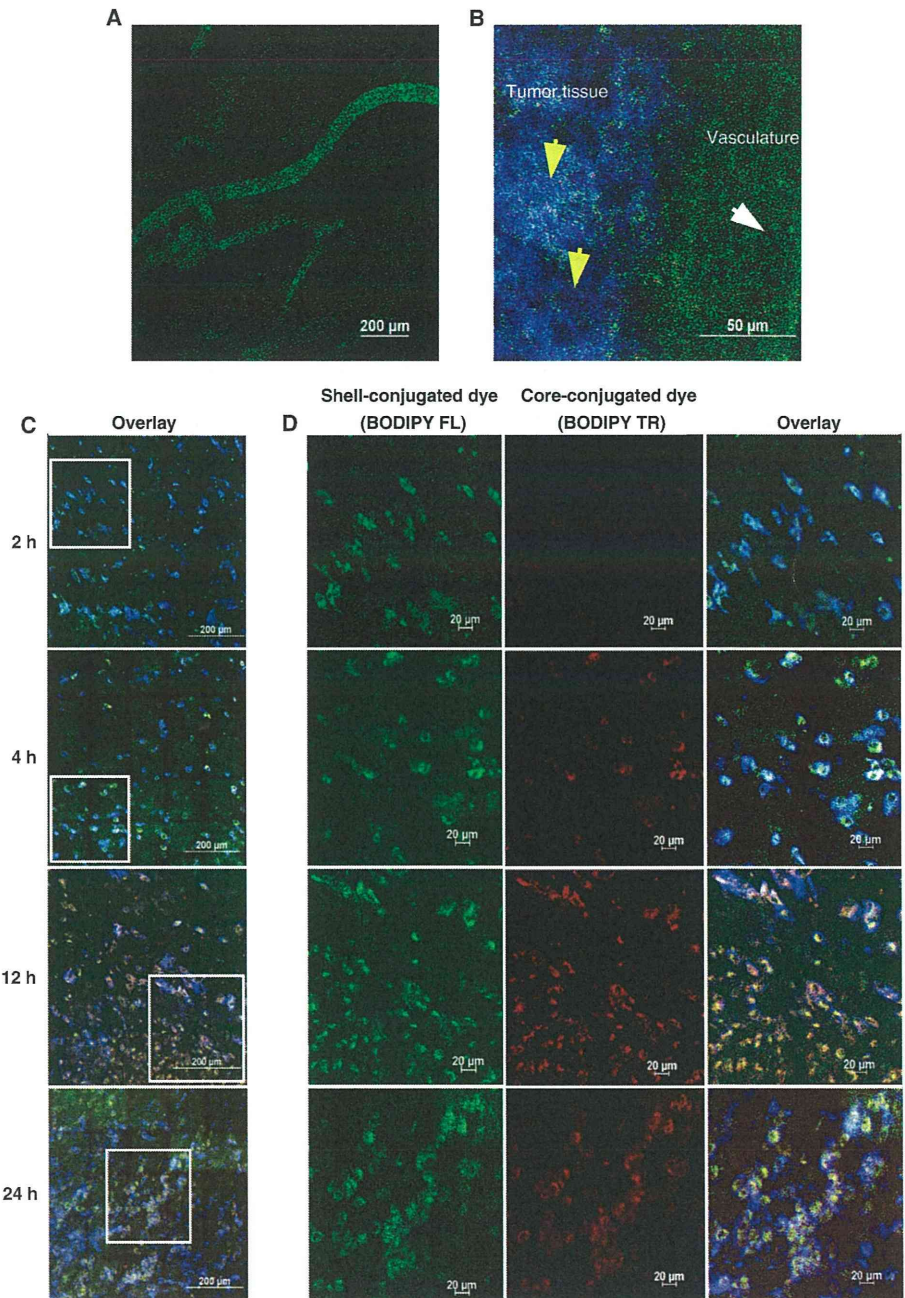 A
B
Tumor tissue
Vasculature
200 µm
50 µm
Shell-conjugated dye
Core-conjugated dye
C
Overlay
D
(BODIPY FL)
(BODIPY TR)
Overlay
2 h
200 µm
20 µm
20 µm
20 µm
4 h
200 µm
20 µm
20 µm
20 µm
12 h
200 µm
20 µm
20 µm
20 µm
24 h
200 µm
20 µm
20 µm
20 µm